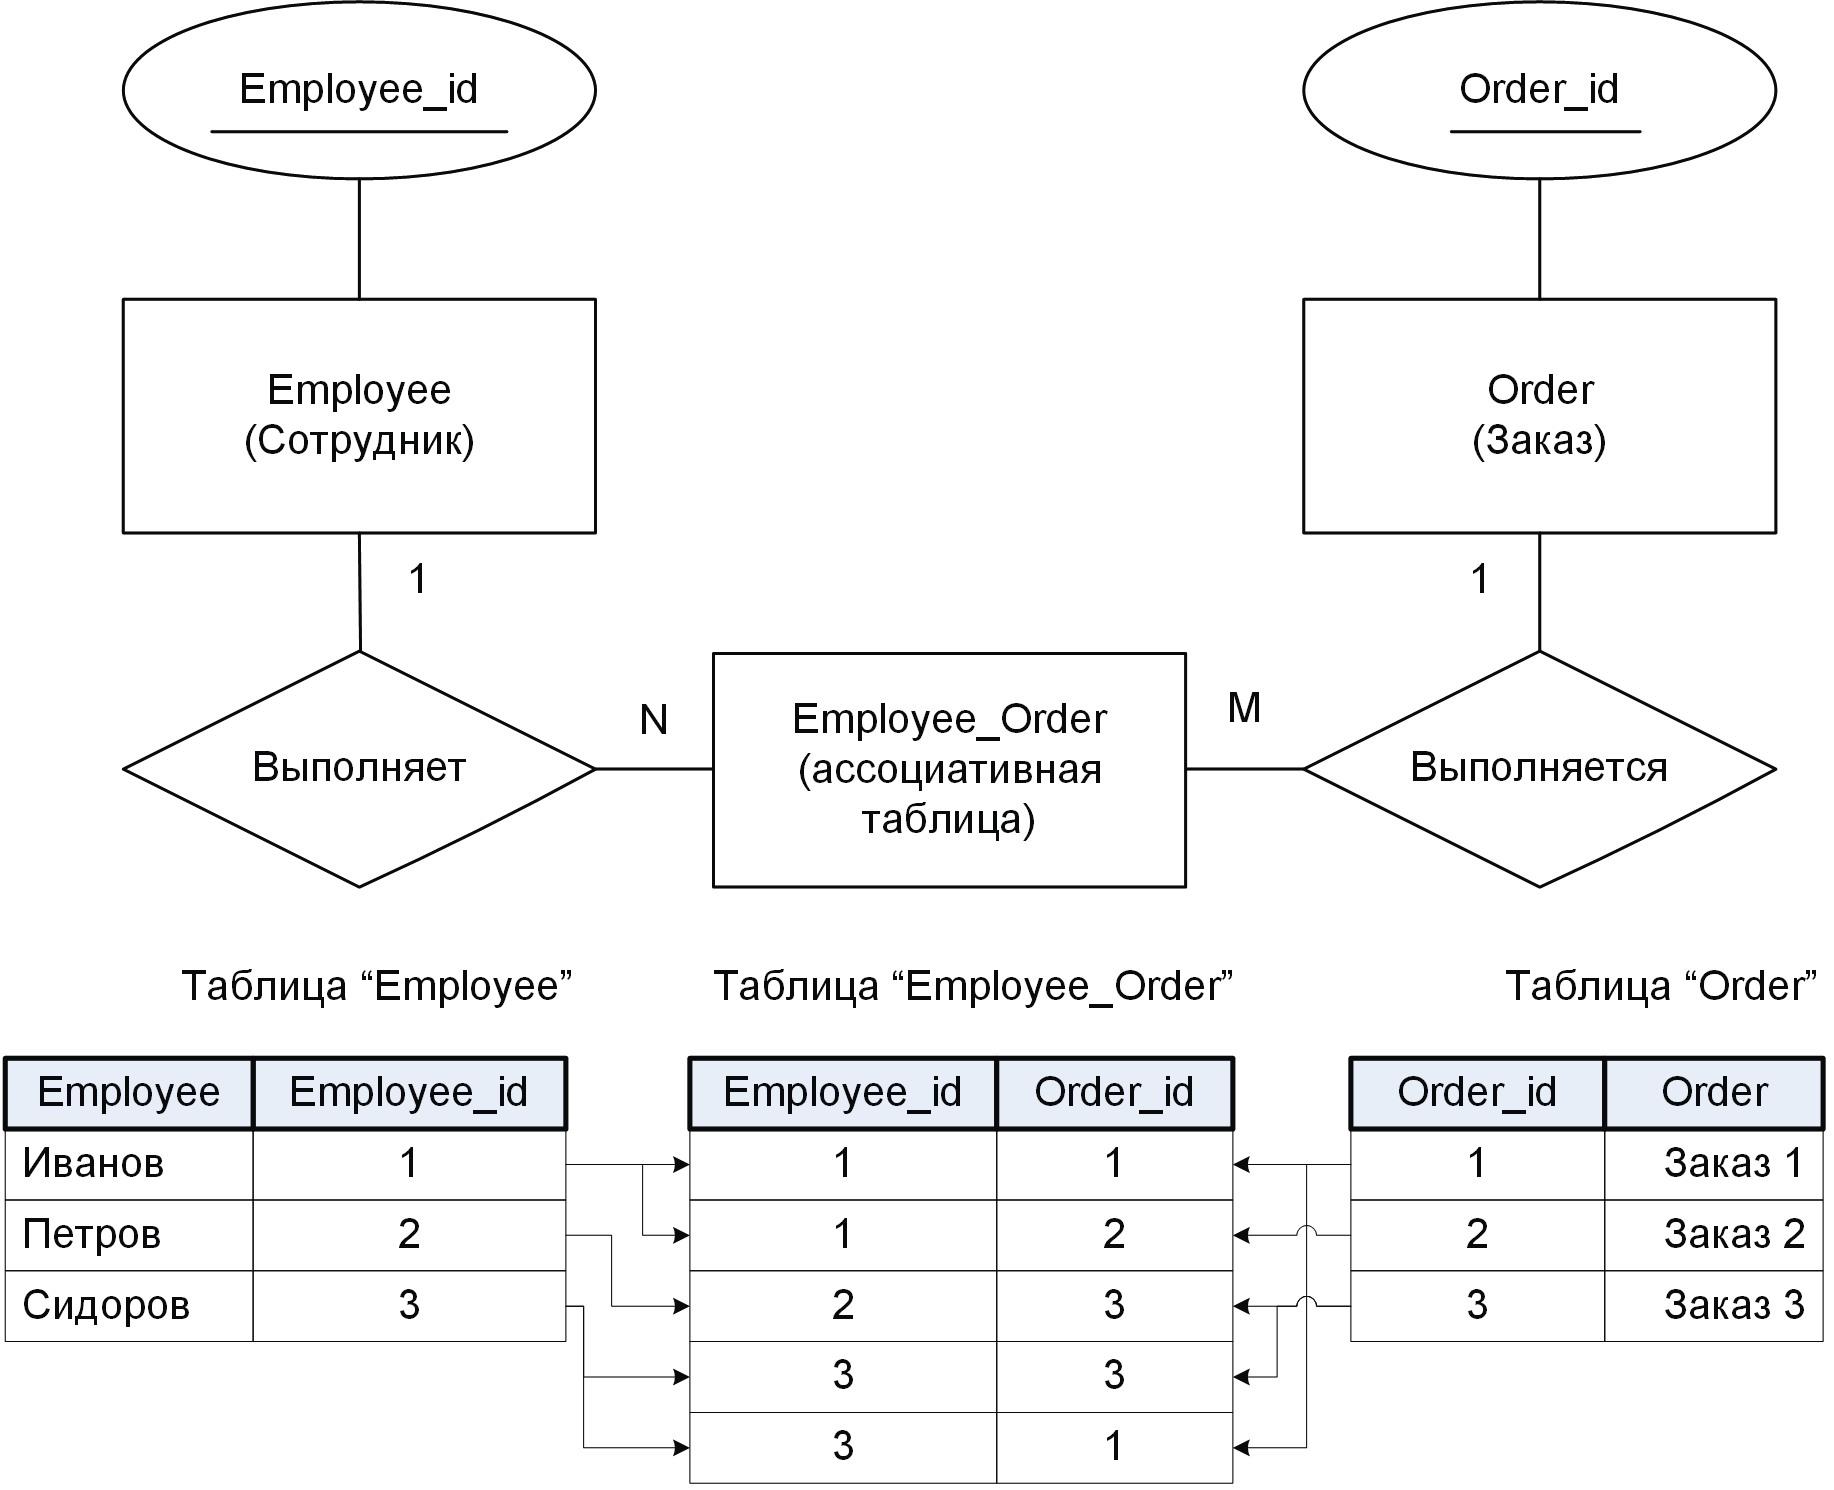 Employee_id
Order_id
Employee
(Сотрудник)
Order
(Заказ)
1
1
Выполняет
N
Employee_Order
(ассоциативная
таблица)
M
Выполняется
Таблица “Employee”
Таблица “Employee_Order”
Таблица “Order”
Employee Employee_id
Employee_id Order_id
Order_id Order
Иванов 1
1 1
1 Заказ 1
Петров 2
1 2
2 Заказ 2
Сидоров 3
2 3
3 Заказ 3
3 3
3 1